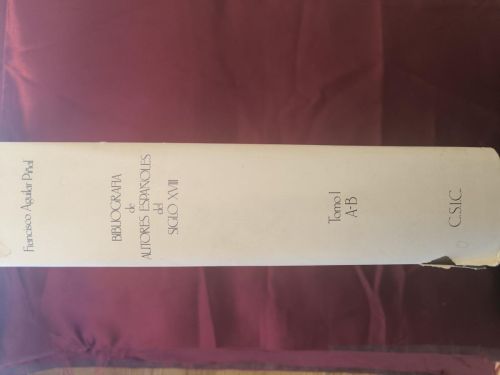 Francisco Aguilar Piñal
BIBLIOGRAFIA
de
AUTORES ESPAÑOLES
del
SIGLO XVIII
Tomo I
A-B
C.S.I.C.